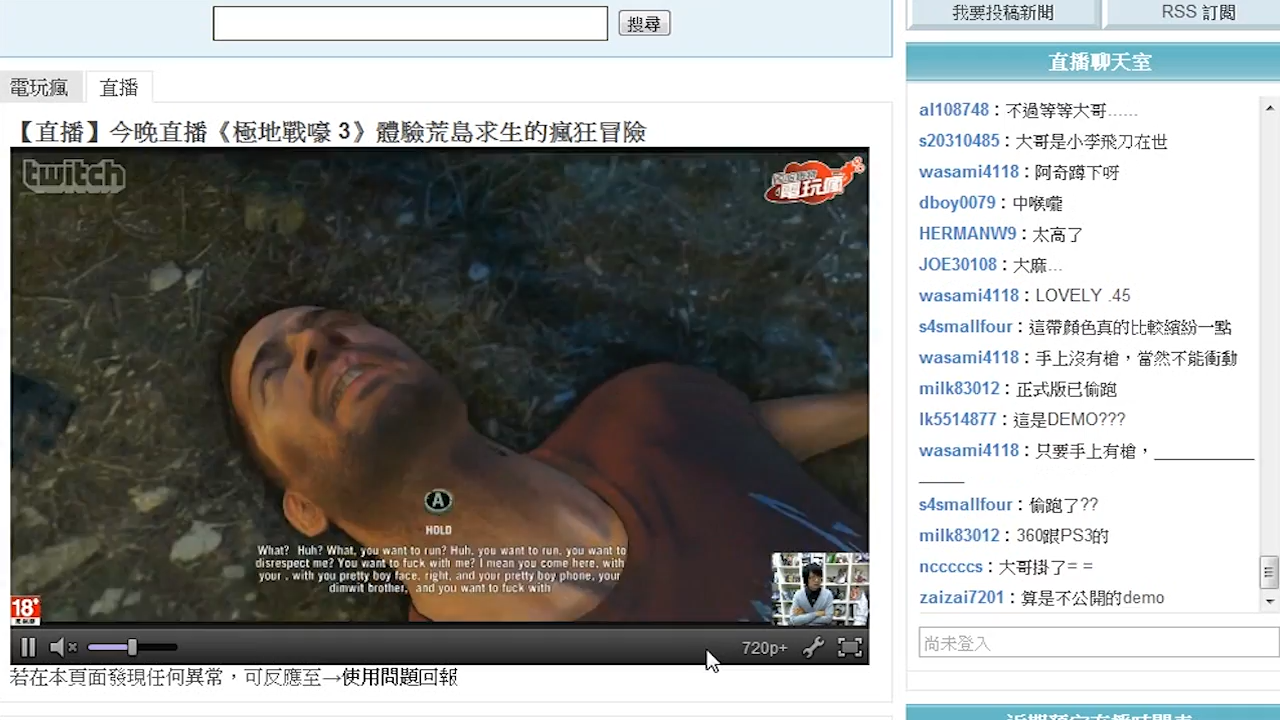 搜尋
我要投稿新聞
RSS 訂閱
電玩瘋
直播
【直播】今晚直播《極地戰嚎 3》體驗荒島求生的瘋狂冒險
twitch
電玩瘋
A
HOLD
What? Huh? What, you want to run? Huh, you want to run, you want to
disrespect me? You want to fuck with me? I mean you come here, with
your , with you pretty boy face, right, and your pretty boy phone, your
dimwit brother, and you want to fuck with
18+
720p+
若在本頁面發現任何異常，可反應至→使用問題回報
直播聊天室
al108748：不過等等大哥......
s20310485：大哥是小李飛刀在世
wasami4118：阿奇蹲下呀
dboy0079：中喉嚨
HERMANW9：太高了
JOE30108：大麻...
wasami4118：LOVELY .45
s4smallfour：這帶顏色真的比較繽紛一點
wasami4118：手上沒有槍，當然不能衝動
milk83012：正式版已偷跑
lk5514877：這是DEMO???
wasami4118：只要手上有槍，___________
_____
s4smallfour：偷跑了??
milk83012：360跟PS3的
ncccccs：大哥掛了= =
zaizai7201：算是不公開的demo
尚未登入